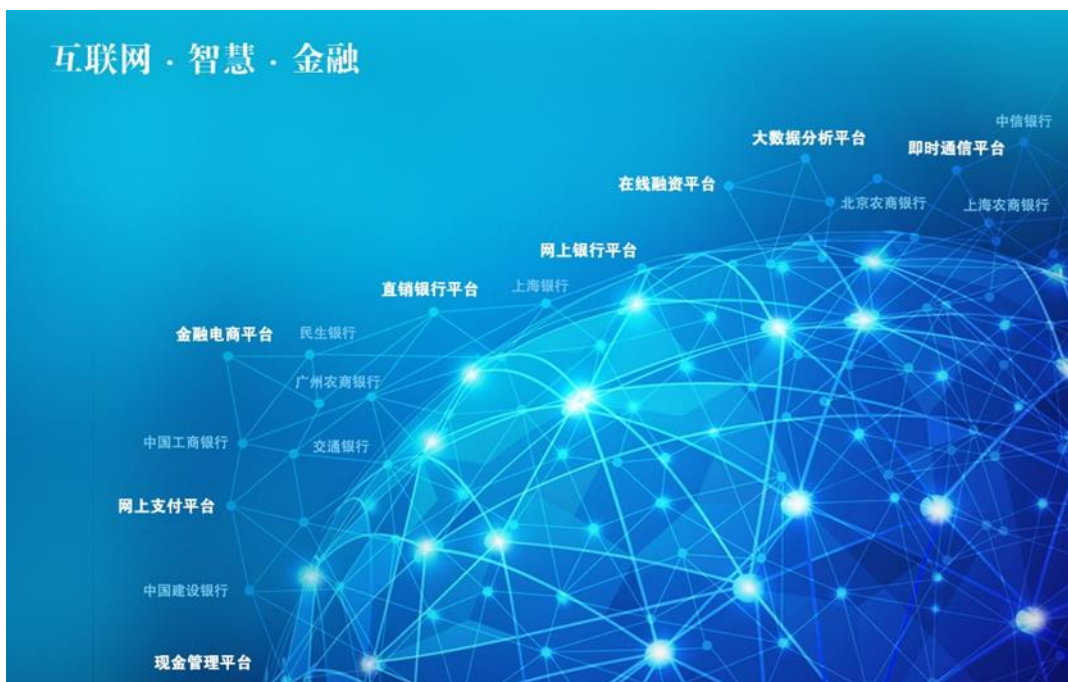 互联网 · 智慧 · 金融
中信银行
大数据分析平台
即时通信平台
在线融资平台
北京农商银行
上海农商银行
网上银行平台
直销银行平台
上海银行
金融电商平台
民生银行
广州农商银行
中国工商银行
交通银行
网上支付平台
中国建设银行
现金管理平台